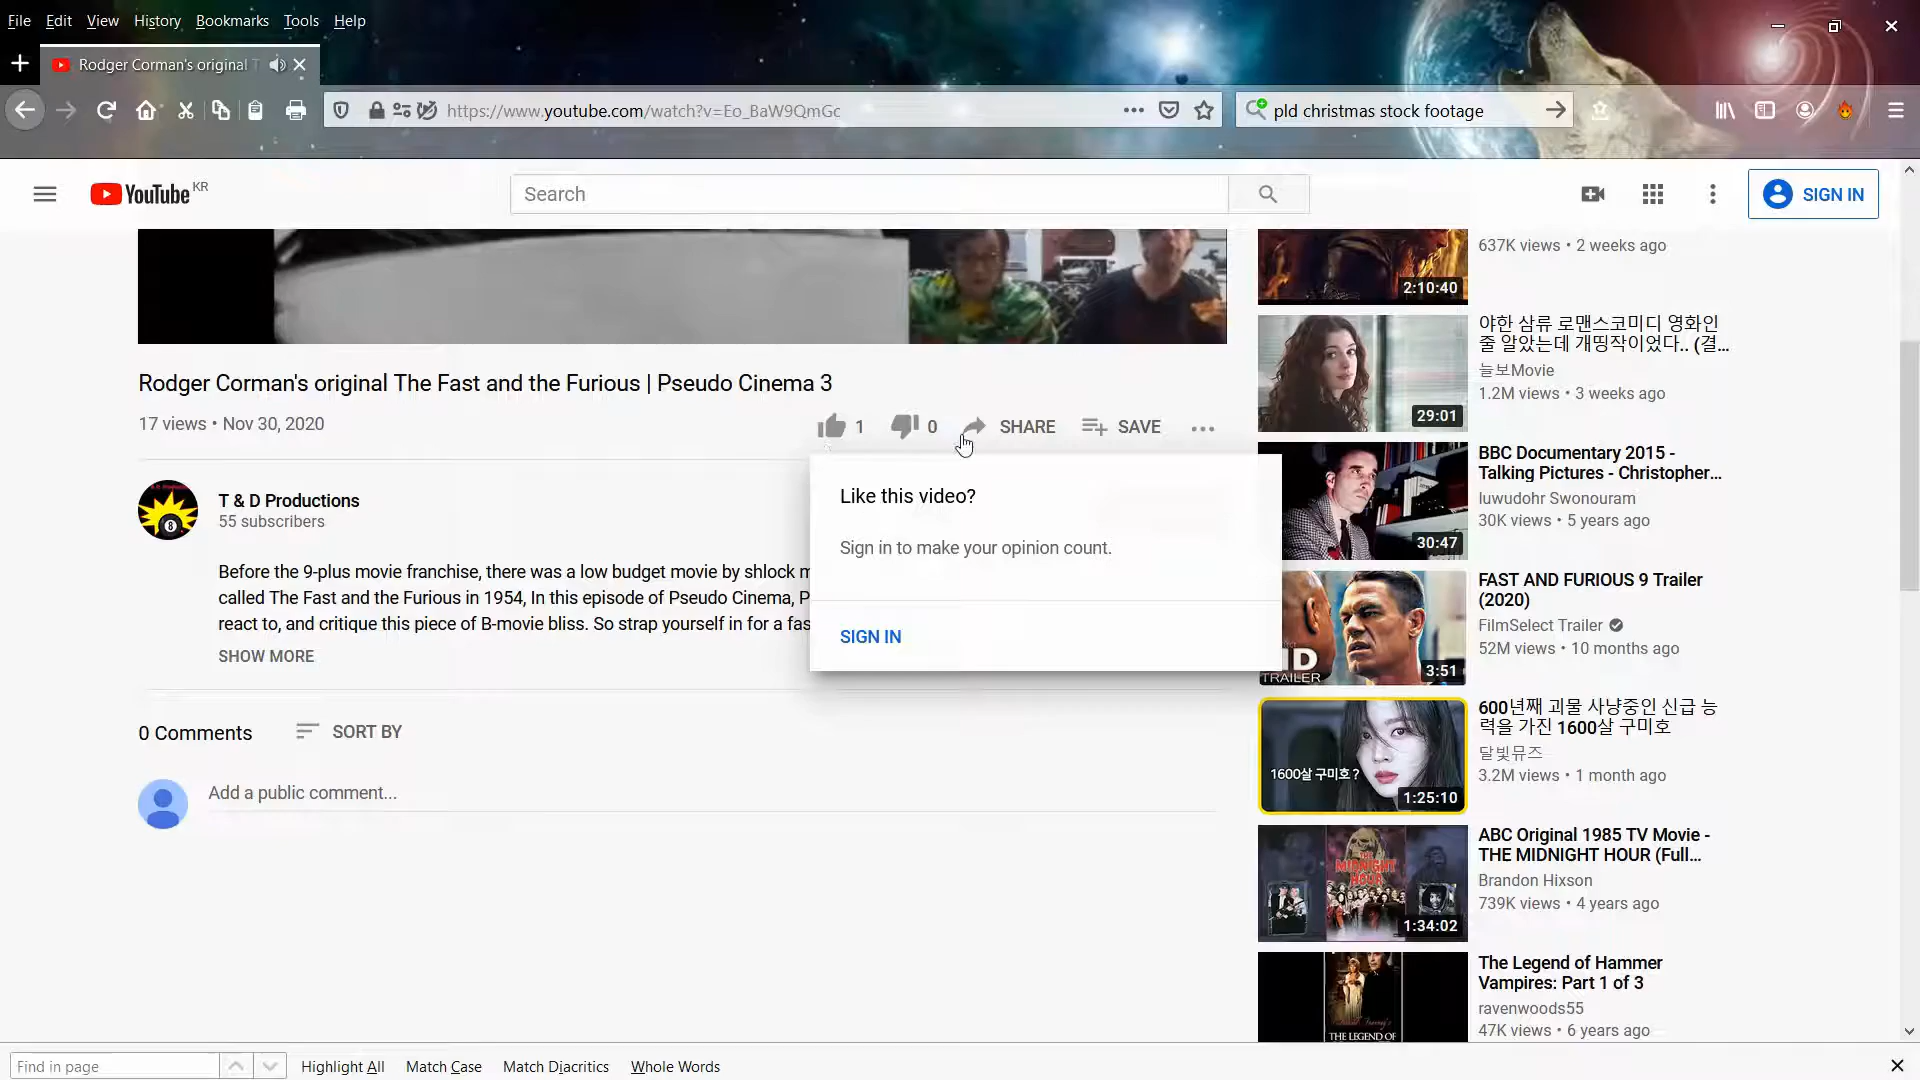 File Edit View History Bookmarks Tools Help
Rodger Corman's original T
https://www.youtube.com/watch?v=Eo_BaW9QmGc
pld christmas stock footage
YouTube KR
Search
SIGN IN
2:10:40
637K views • 2 weeks ago
Rodger Corman's original The Fast and the Furious | Pseudo Cinema 3
17 views • Nov 30, 2020
1 0 SHARE SAVE
T & D Productions
55 subscribers
8
Before the 9-plus movie franchise, there was a low budget movie by shlock m
called The Fast and the Furious in 1954, In this episode of Pseudo Cinema, P
react to, and critique this piece of B-movie bliss. So strap yourself in for a fas
SHOW MORE
Like this video?
Sign in to make your opinion count.
SIGN IN
0 Comments SORT BY
Add a public comment...
29:01
야한 삼류 로맨스코미디 영화인
줄 알았는데 개띵작이었다.. (결...
늘보Movie
1.2M views • 3 weeks ago
30:47
BBC Documentary 2015 -
Talking Pictures - Christopher...
luwudohr Swonouram
30K views • 5 years ago
D
TRAILER
3:51
FAST AND FURIOUS 9 Trailer
(2020)
FilmSelect Trailer
52M views • 10 months ago
1600살 구미호?
1:25:10
600년째 괴물 사냥중인 신급 능
력을 가진 1600살 구미호
달빛뮤즈
3.2M views • 1 month ago
THE
MIDNIGHT
HOUR
1:34:02
ABC Original 1985 TV Movie -
THE MIDNIGHT HOUR (Full...
Brandon Hixson
739K views • 4 years ago
THE LEGEND OF
The Legend of Hammer
Vampires: Part 1 of 3
ravenwoods55
47K views • 6 years ago
Find in page
Highlight All Match Case Match Diacritics Whole Words